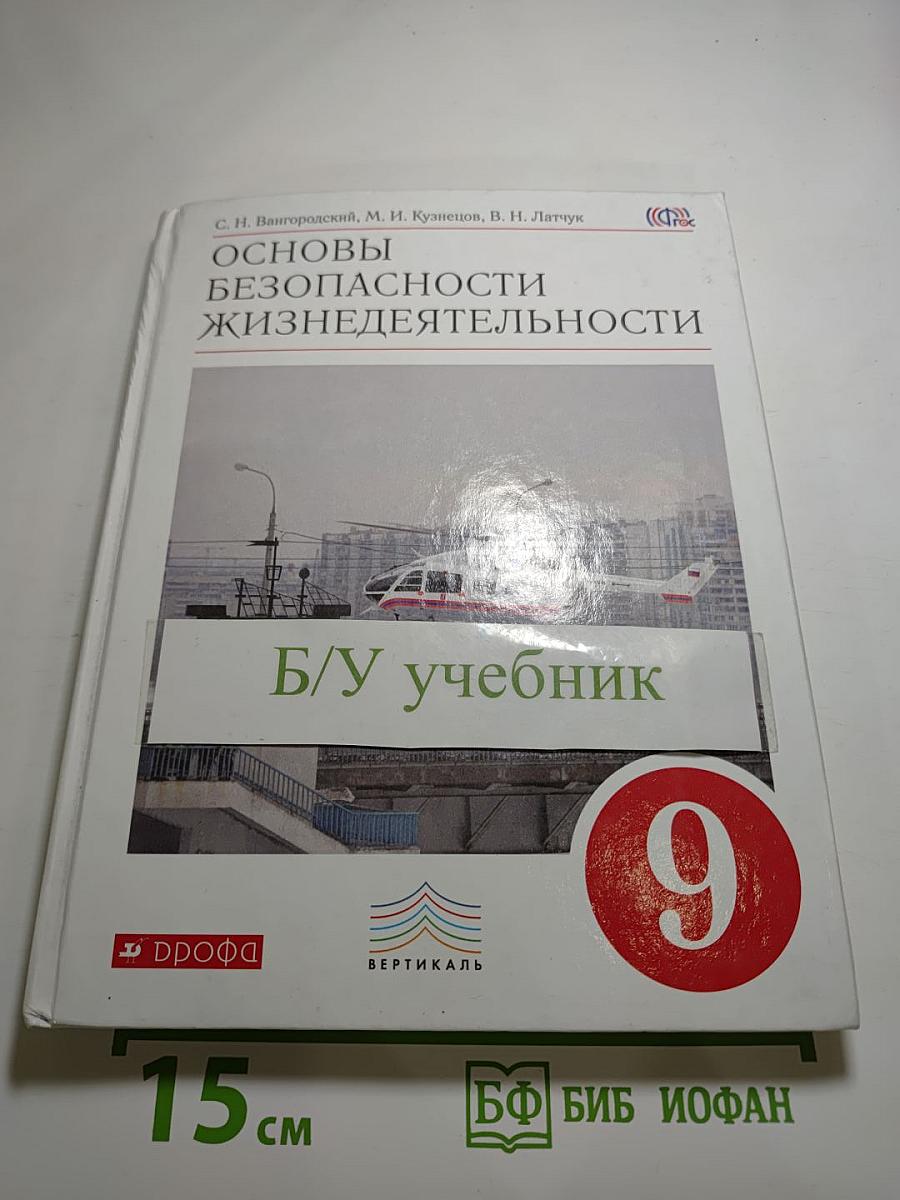 С. Н. Вангородский, М. И. Кузнецов, В. Н. Латчук
ФГОС
ОСНОВЫ
БЕЗОПАСНОСТИ
ЖИЗНЕДЕЯТЕЛЬНОСТИ
Б/У учебник
9
ДРОФА
ВЕРТИКАЛЬ
15 см
БФ БИБ ИОФАН